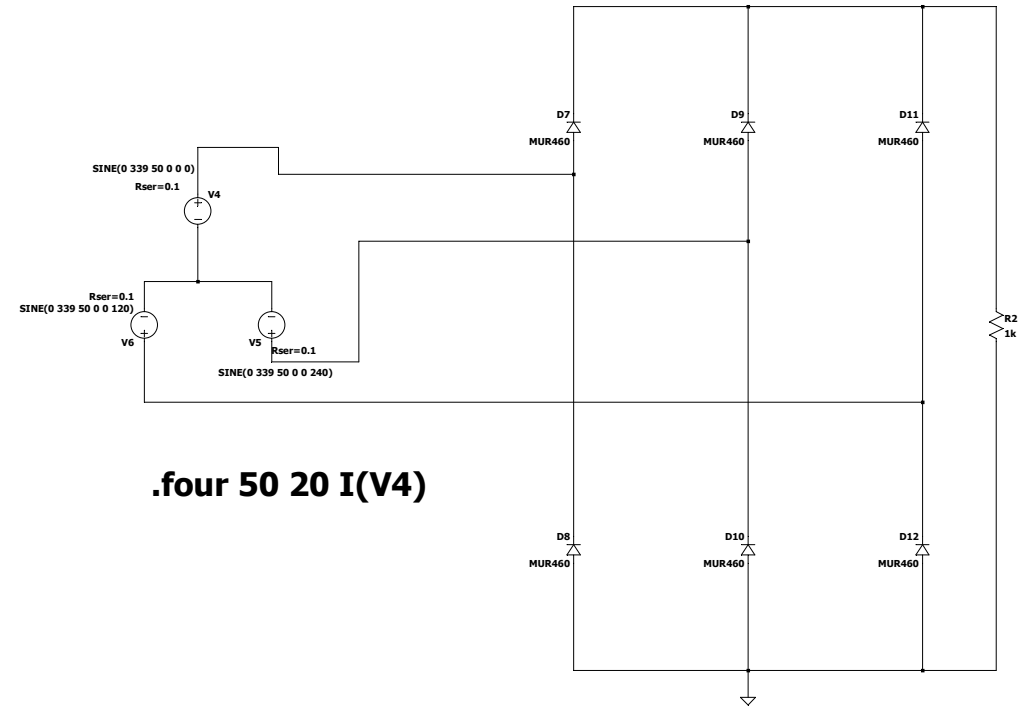 D7
MUR460
D9
MUR460
D11
MUR460
SINE(0 339 50 0 0 0)
Rser=0.1
V4
Rser=0.1
SINE(0 339 50 0 0 120)
V6
V5
Rser=0.1
SINE(0 339 50 0 0 240)
R2
1k
.four 50 20 I(V4)
D8
MUR460
D10
MUR460
D12
MUR460